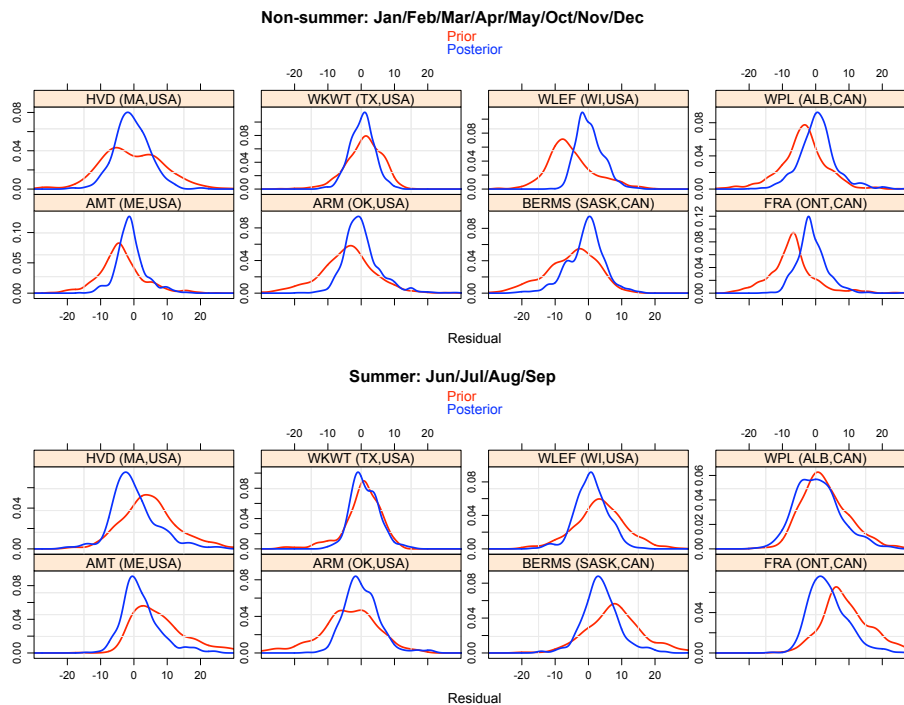 Non-summer: Jan/Feb/Mar/Apr/May/Oct/Nov/Dec
Prior
Posterior
-20 -10 0 10 20
-20 -10 0 10 20
HVD (MA,USA)
WKWT (TX,USA)
WLEF (WI,USA)
WPL (ALB,CAN)
0.00 0.04 0.08
0.00 0.04 0.08
0.00 0.04 0.08
0.00 0.04 0.08
AMT (ME,USA)
ARM (OK,USA)
BERMS (SASK,CAN)
FRA (ONT,CAN)
0.00 0.05 0.10
0.00 0.04 0.08
0.00 0.04 0.08
0.00 0.04 0.08 0.12
-20 -10 0 10 20
-20 -10 0 10 20
Residual
Summer: Jun/Jul/Aug/Sep
Prior
Posterior
-20 -10 0 10 20
-20 -10 0 10 20
HVD (MA,USA)
WKWT (TX,USA)
WLEF (WI,USA)
WPL (ALB,CAN)
0.00 0.04
0.00 0.04 0.08
0.00 0.04 0.08
0.00 0.02 0.04 0.06
AMT (ME,USA)
ARM (OK,USA)
BERMS (SASK,CAN)
FRA (ONT,CAN)
0.00 0.04 0.08
0.00 0.04 0.08
0.00 0.04 0.08
0.00 0.04
-20 -10 0 10 20
-20 -10 0 10 20
Residual